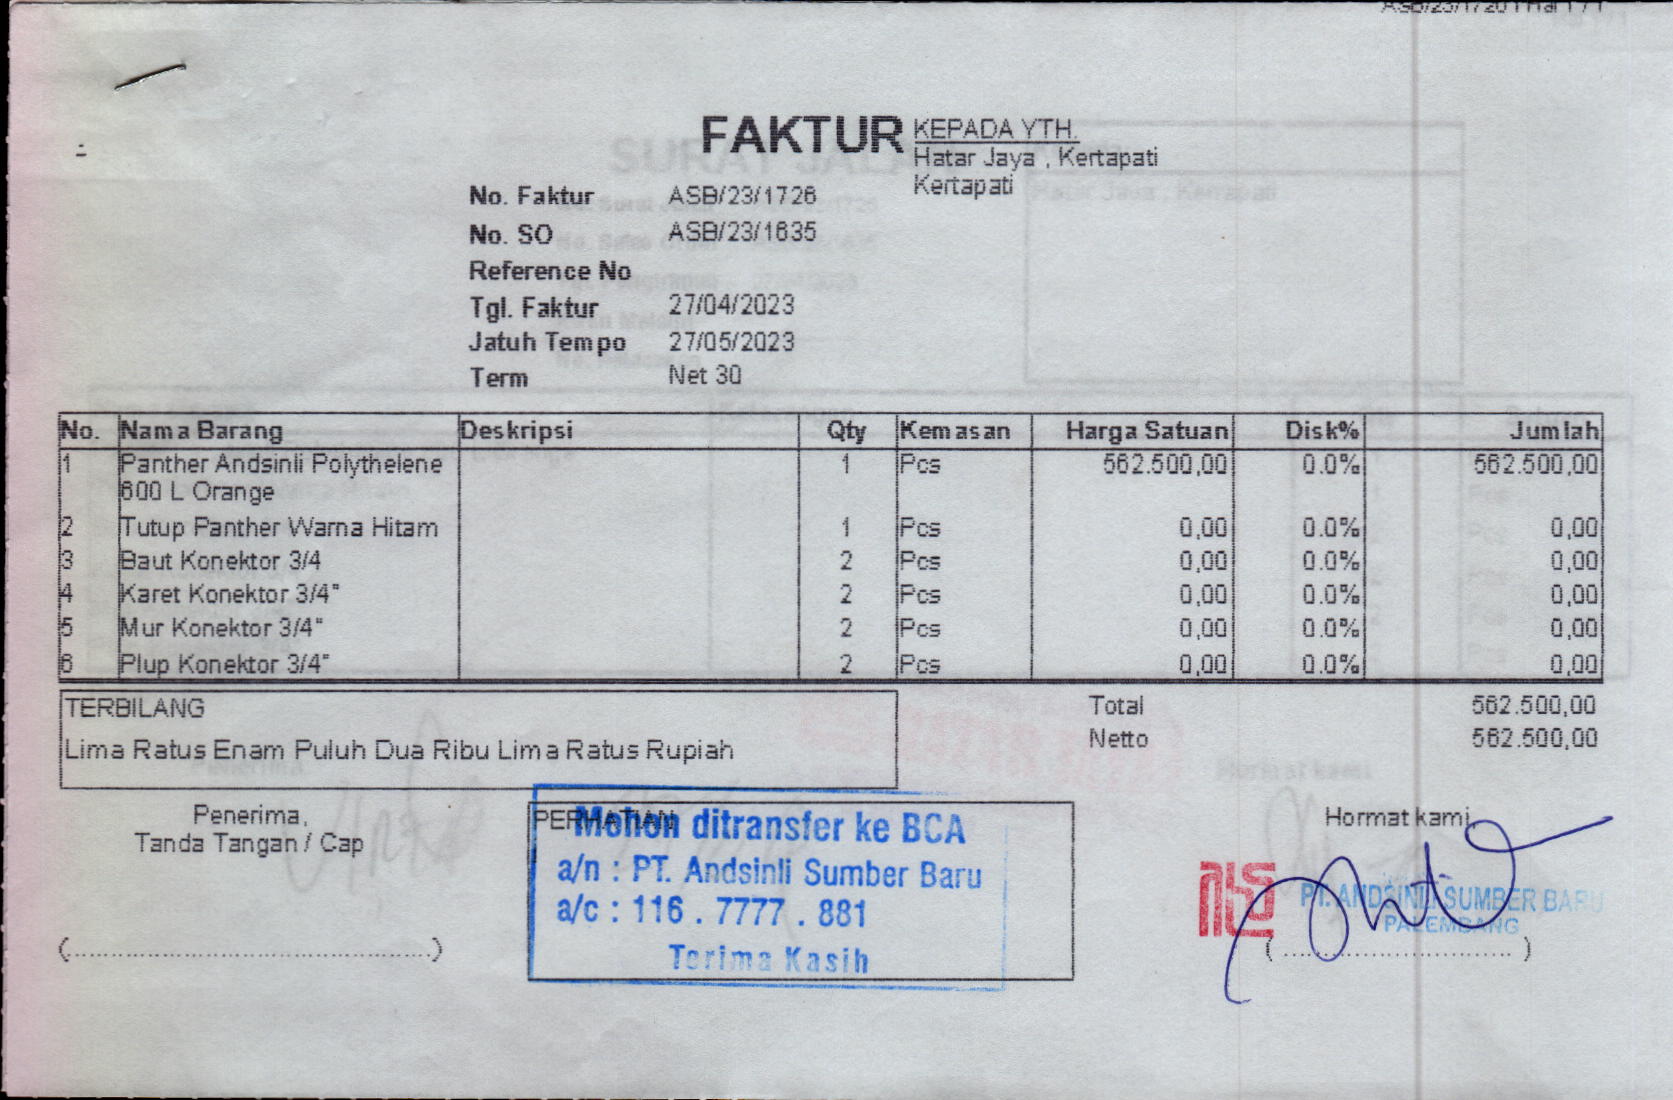 FAKTUR
KEPADA YTH.
Hatar Jaya , Kertapati
Kertapati
No. Faktur ASB/23/1726
No. SO ASB/23/1635
Reference No
Tgl. Faktur 27/04/2023
Jatuh Tempo 27/05/2023
Term Net 30
No. Nama Barang Deskripsi Qty Kemasan Harga Satuan Disk% Jumlah
1 Panther Andsinli Polythelene 1 Pcs 562.500,00 0.0% 562.500,00
600 L Orange
2 Tutup Panther Warna Hitam 1 Pcs 0,00 0.0% 0,00
3 Baut Konektor 3/4 2 Pcs 0,00 0.0% 0,00
4 Karet Konektor 3/4" 2 Pcs 0,00 0.0% 0,00
5 Mur Konektor 3/4" 2 Pcs 0,00 0.0% 0,00
6 Plup Konektor 3/4" 2 Pcs 0,00 0.0% 0,00
TERBILANG
Lima Ratus Enam Puluh Dua Ribu Lima Ratus Rupiah
Total 562.500,00
Netto 562.500,00
Penerima,
Tanda Tangan / Cap
(........................................)
PERHATIAN
Mohon ditransfer ke BCA
a/n : PT. Andsinli Sumber Baru
a/c : 116 . 7777 . 881
Terima Kasih
Hormat kami,
PT. ANDSINLI SUMBER BARU
PALEMBANG
(..............................)